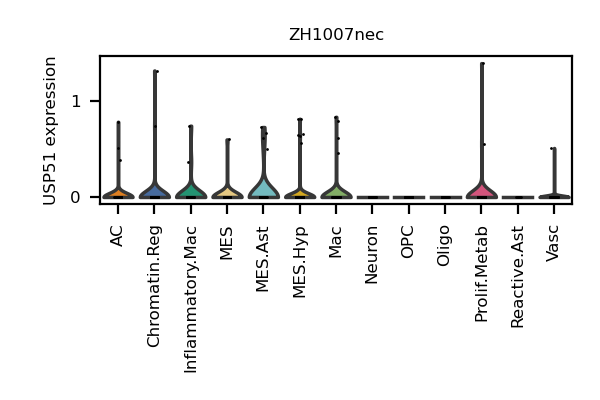 ZH1007nec
USP51 expression
1
0
AC
Chromatin.Reg
Inflammatory.Mac
MES
MES.Ast
MES.Hyp
Mac
Neuron
OPC
Oligo
Prolif.Metab
Reactive.Ast
Vasc